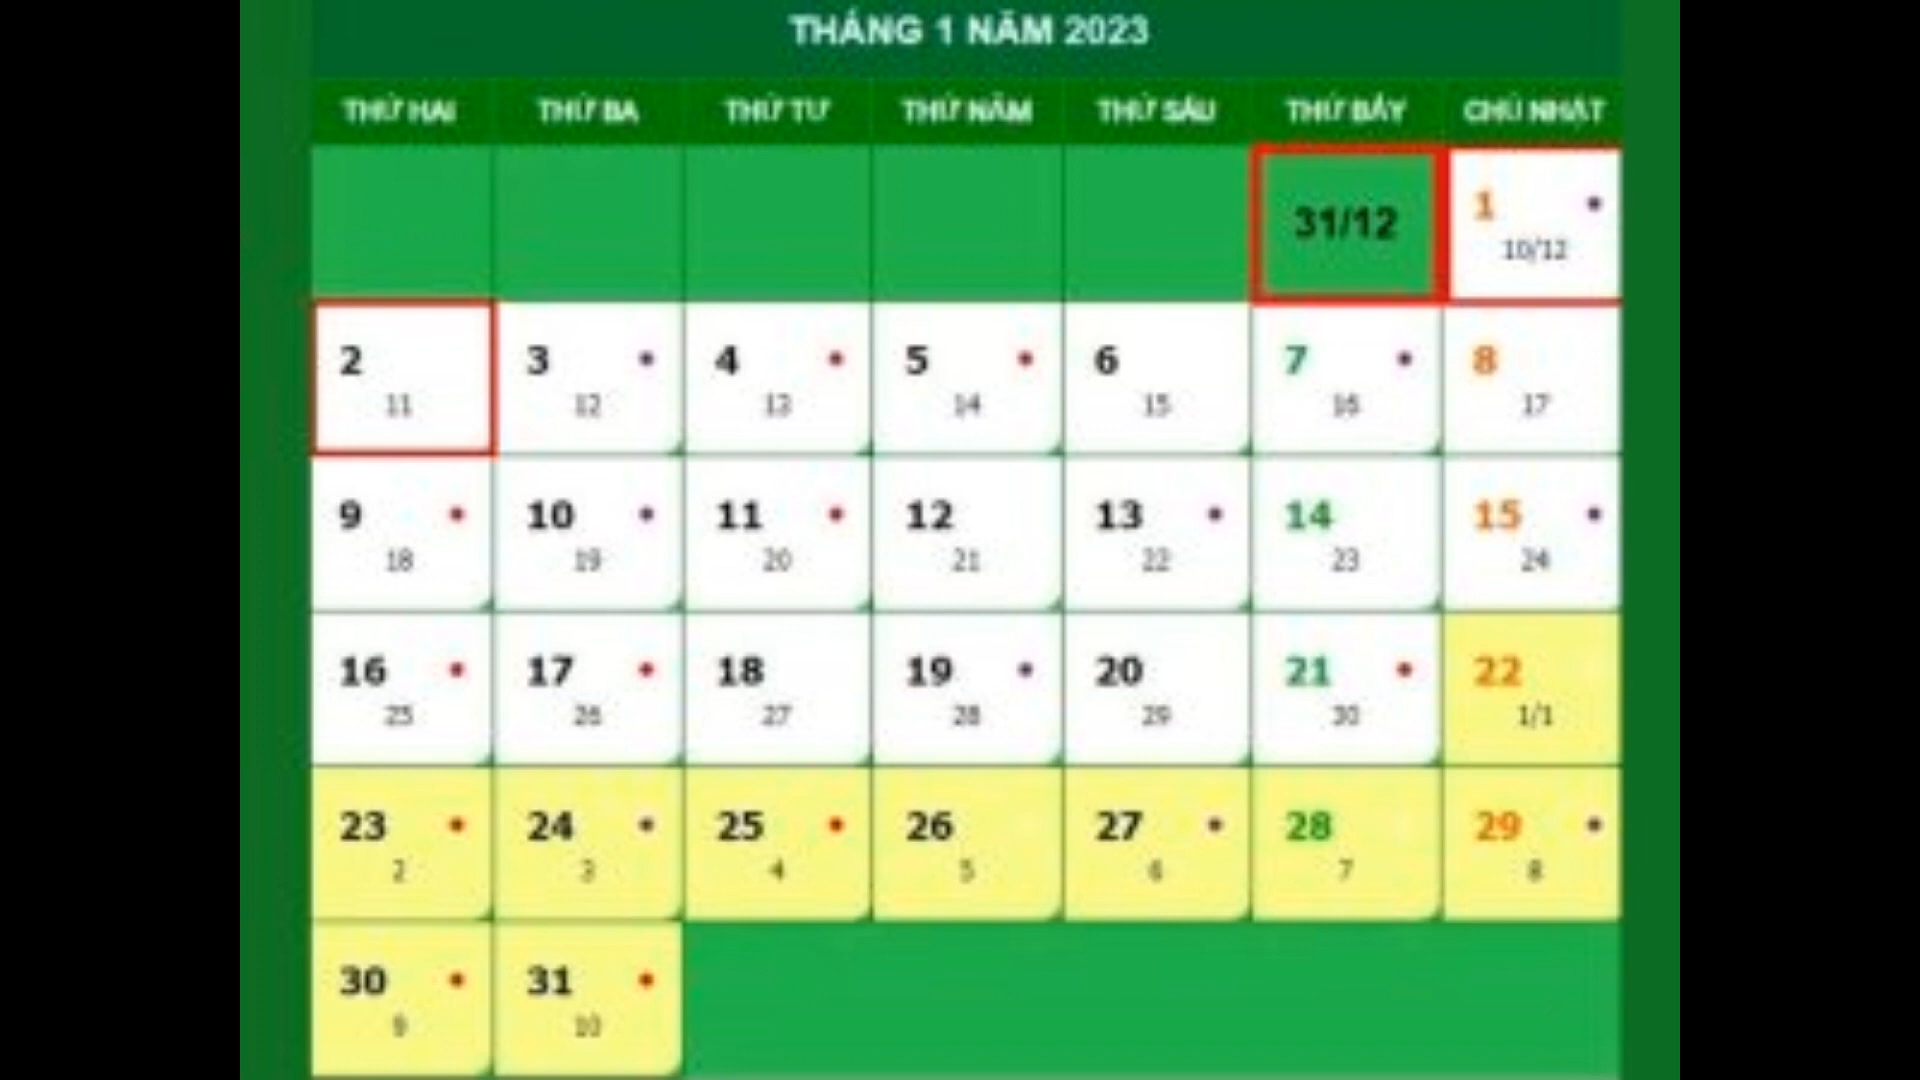 THÁNG 1 NĂM 2023
THỨ HAI THỨ BA THỨ TƯ THỨ NĂM THỨ SÁU THỨ BẢY CHỦ NHẬT
31/12 1
10/12
2 3 4 5 6 7 8
11 12 13 14 15 16 17
9 10 11 12 13 14 15
18 19 20 21 22 23 24
16 17 18 19 20 21 22
25 26 27 28 29 30 1/1
23 24 25 26 27 28 29
2 3 4 5 6 7 8
30 31
9 10